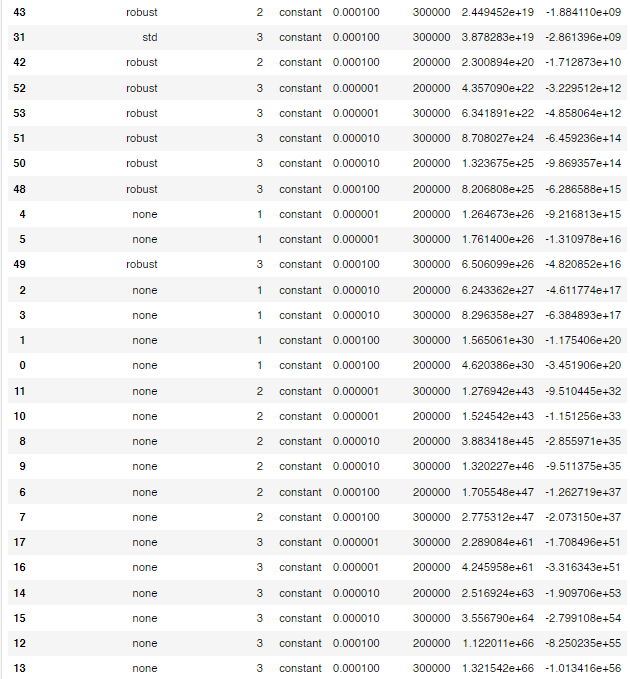 43 robust 2 constant 0.000100 300000 2.449452e+19 -1.884110e+09
31 std 3 constant 0.000100 300000 3.878283e+19 -2.861396e+09
42 robust 2 constant 0.000100 200000 2.300894e+20 -1.712873e+10
52 robust 3 constant 0.000001 200000 4.357090e+22 -3.229512e+12
53 robust 3 constant 0.000001 300000 6.341891e+22 -4.858064e+12
51 robust 3 constant 0.000010 300000 8.708027e+24 -6.459236e+14
50 robust 3 constant 0.000010 200000 1.323675e+25 -9.869357e+14
48 robust 3 constant 0.000100 200000 8.206808e+25 -6.286588e+15
4 none 1 constant 0.000001 200000 1.264673e+26 -9.216813e+15
5 none 1 constant 0.000001 300000 1.761400e+26 -1.310978e+16
49 robust 3 constant 0.000100 300000 6.506099e+26 -4.820852e+16
2 none 1 constant 0.000010 200000 6.243362e+27 -4.611774e+17
3 none 1 constant 0.000010 300000 8.296358e+27 -6.384893e+17
1 none 1 constant 0.000100 300000 1.565061e+30 -1.175406e+20
0 none 1 constant 0.000100 200000 4.620386e+30 -3.451906e+20
11 none 2 constant 0.000001 300000 1.276942e+43 -9.510445e+32
10 none 2 constant 0.000001 200000 1.524542e+43 -1.151256e+33
8 none 2 constant 0.000010 200000 3.883418e+45 -2.855971e+35
9 none 2 constant 0.000010 300000 1.320227e+46 -9.511375e+35
6 none 2 constant 0.000100 200000 1.705548e+47 -1.262719e+37
7 none 2 constant 0.000100 300000 2.775312e+47 -2.073150e+37
17 none 3 constant 0.000001 300000 2.289084e+61 -1.708496e+51
16 none 3 constant 0.000001 200000 4.245958e+61 -3.316343e+51
14 none 3 constant 0.000010 200000 2.516924e+63 -1.909706e+53
15 none 3 constant 0.000010 300000 3.556790e+64 -2.799108e+54
12 none 3 constant 0.000100 200000 1.122011e+66 -8.250235e+55
13 none 3 constant 0.000100 300000 1.321542e+66 -1.013416e+56